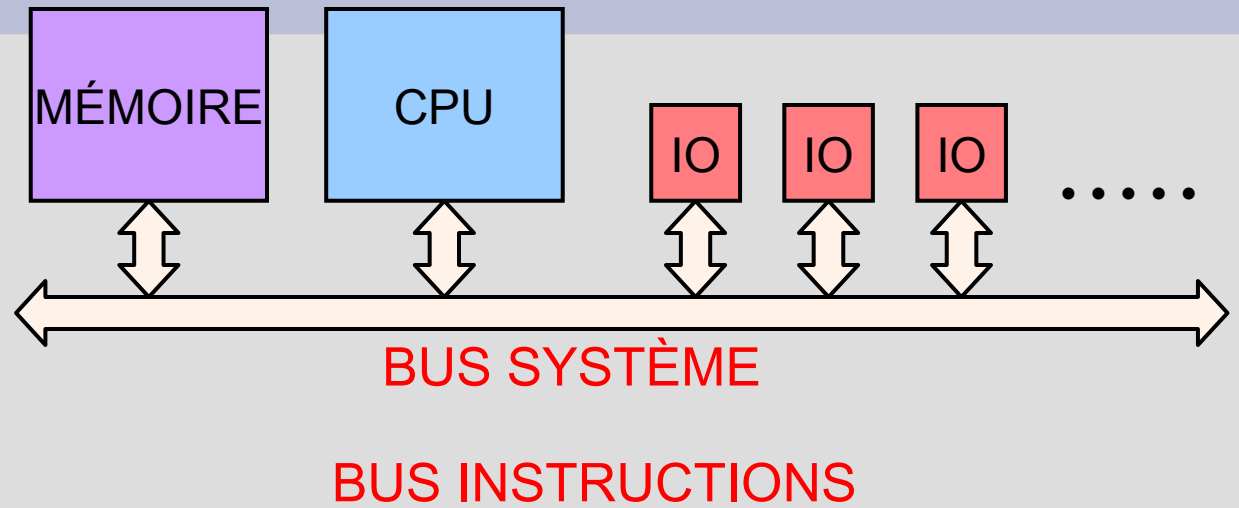 MÉMOIRE CPU IO IO IO .....
BUS SYSTÈME
BUS INSTRUCTIONS